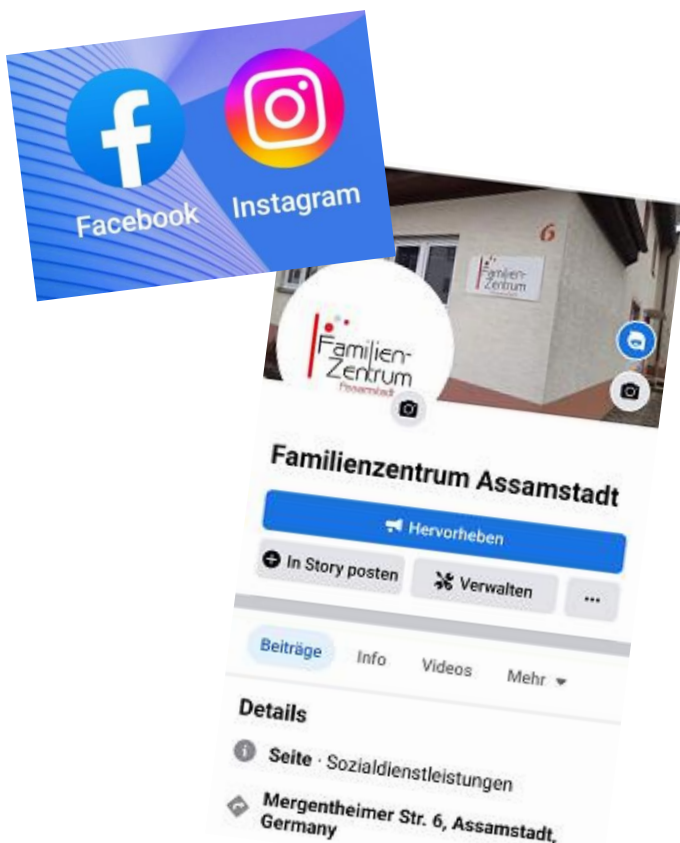 Facebook
Instagram
6
Familien-
Zentrum
Familien-
Zentrum
Assamstadt
Familienzentrum Assamstadt
Hervorheben
In Story posten
Verwalten
...
Beiträge
Info
Videos
Mehr
Details
Seite · Sozialdienstleistungen
Mergentheimer Str. 6, Assamstadt,
Germany